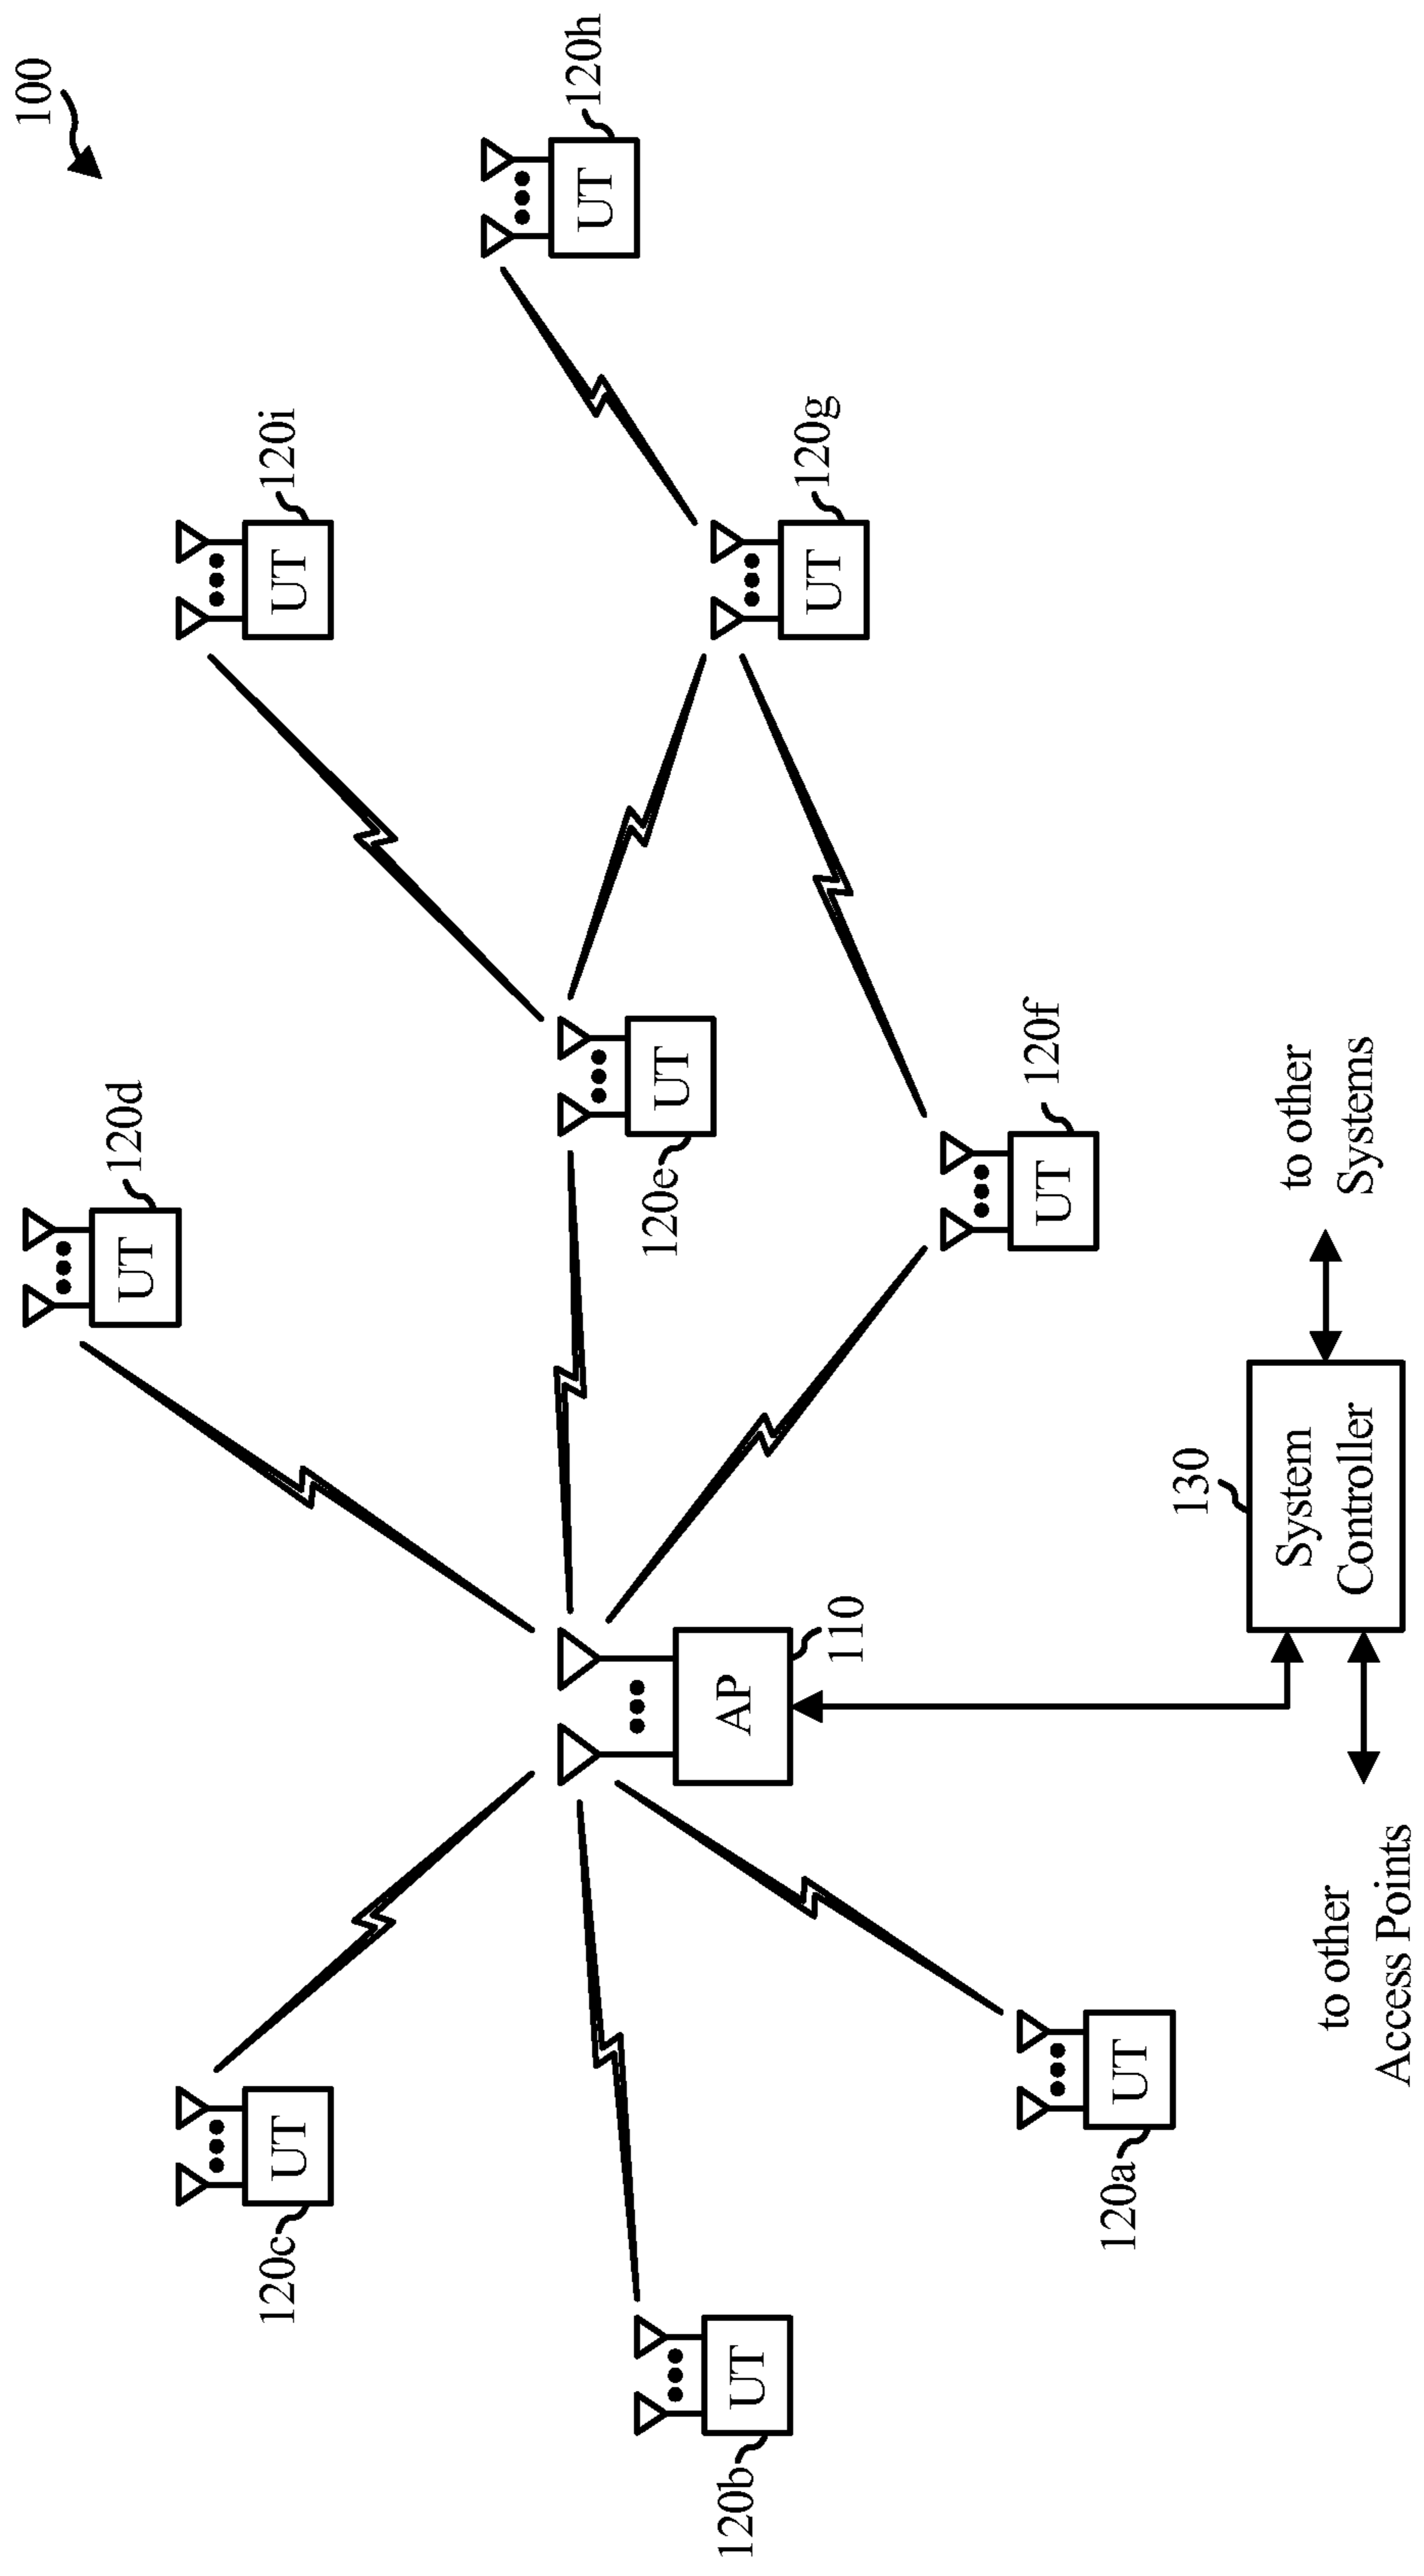 100
UT
120d
UT
120c
UT
120i
UT
120h
UT
120e
UT
120g
UT
120b
AP
110
UT
120f
UT
120a
130
System
Controller
to other
Systems
to other
Access Points